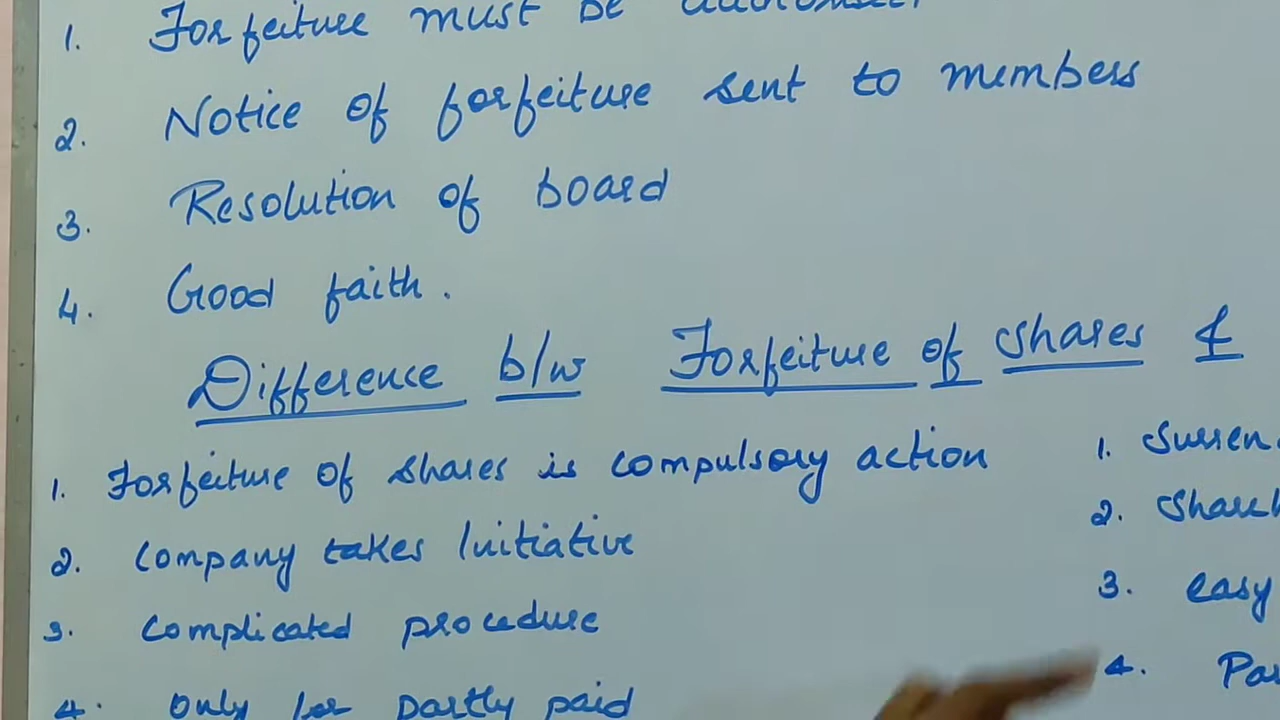 1. Forfeiture must be
2. Notice of forfeiture sent to members
3. Resolution of board
4. Good faith.
Difference b/w Forfeiture of shares &
1. Forfeiture of shares is compulsory action
2. Company takes Initiative
3. Complicated procedure
4. Only for partly paid
1.
2.
3. easy
4.